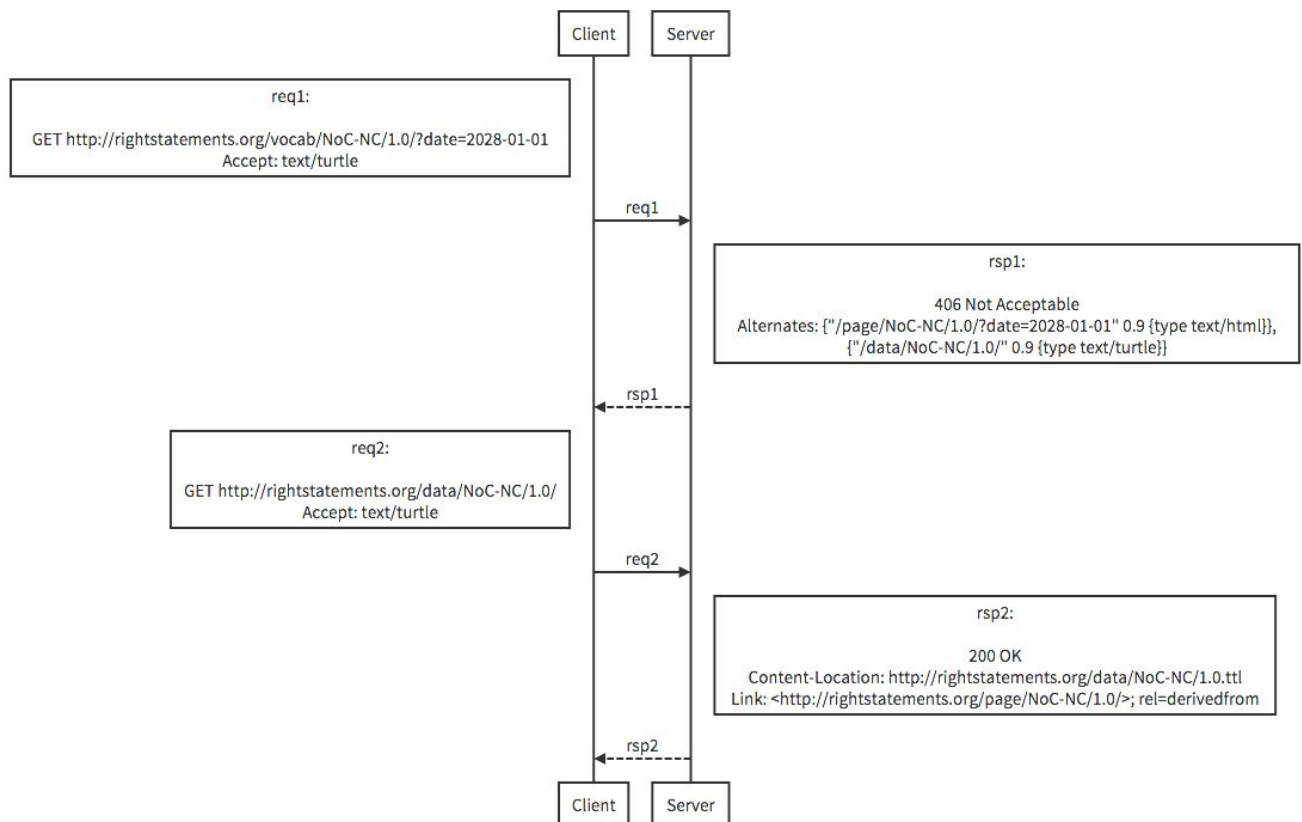 Client
Server
req1:
GET http://rightstatements.org/vocab/NoC-NC/1.0/?date=2028-01-01
Accept: text/turtle
req1
rsp1:
406 Not Acceptable
Alternates: {"/page/NoC-NC/1.0/?date=2028-01-01" 0.9 {type text/html}},
{"/data/NoC-NC/1.0/" 0.9 {type text/turtle}}
rsp1
req2:
GET http://rightstatements.org/data/NoC-NC/1.0/
Accept: text/turtle
req2
rsp2:
200 OK
Content-Location: http://rightstatements.org/data/NoC-NC/1.0.ttl
Link: <http://rightstatements.org/page/NoC-NC/1.0/>; rel=derivedfrom
rsp2
Client
Server